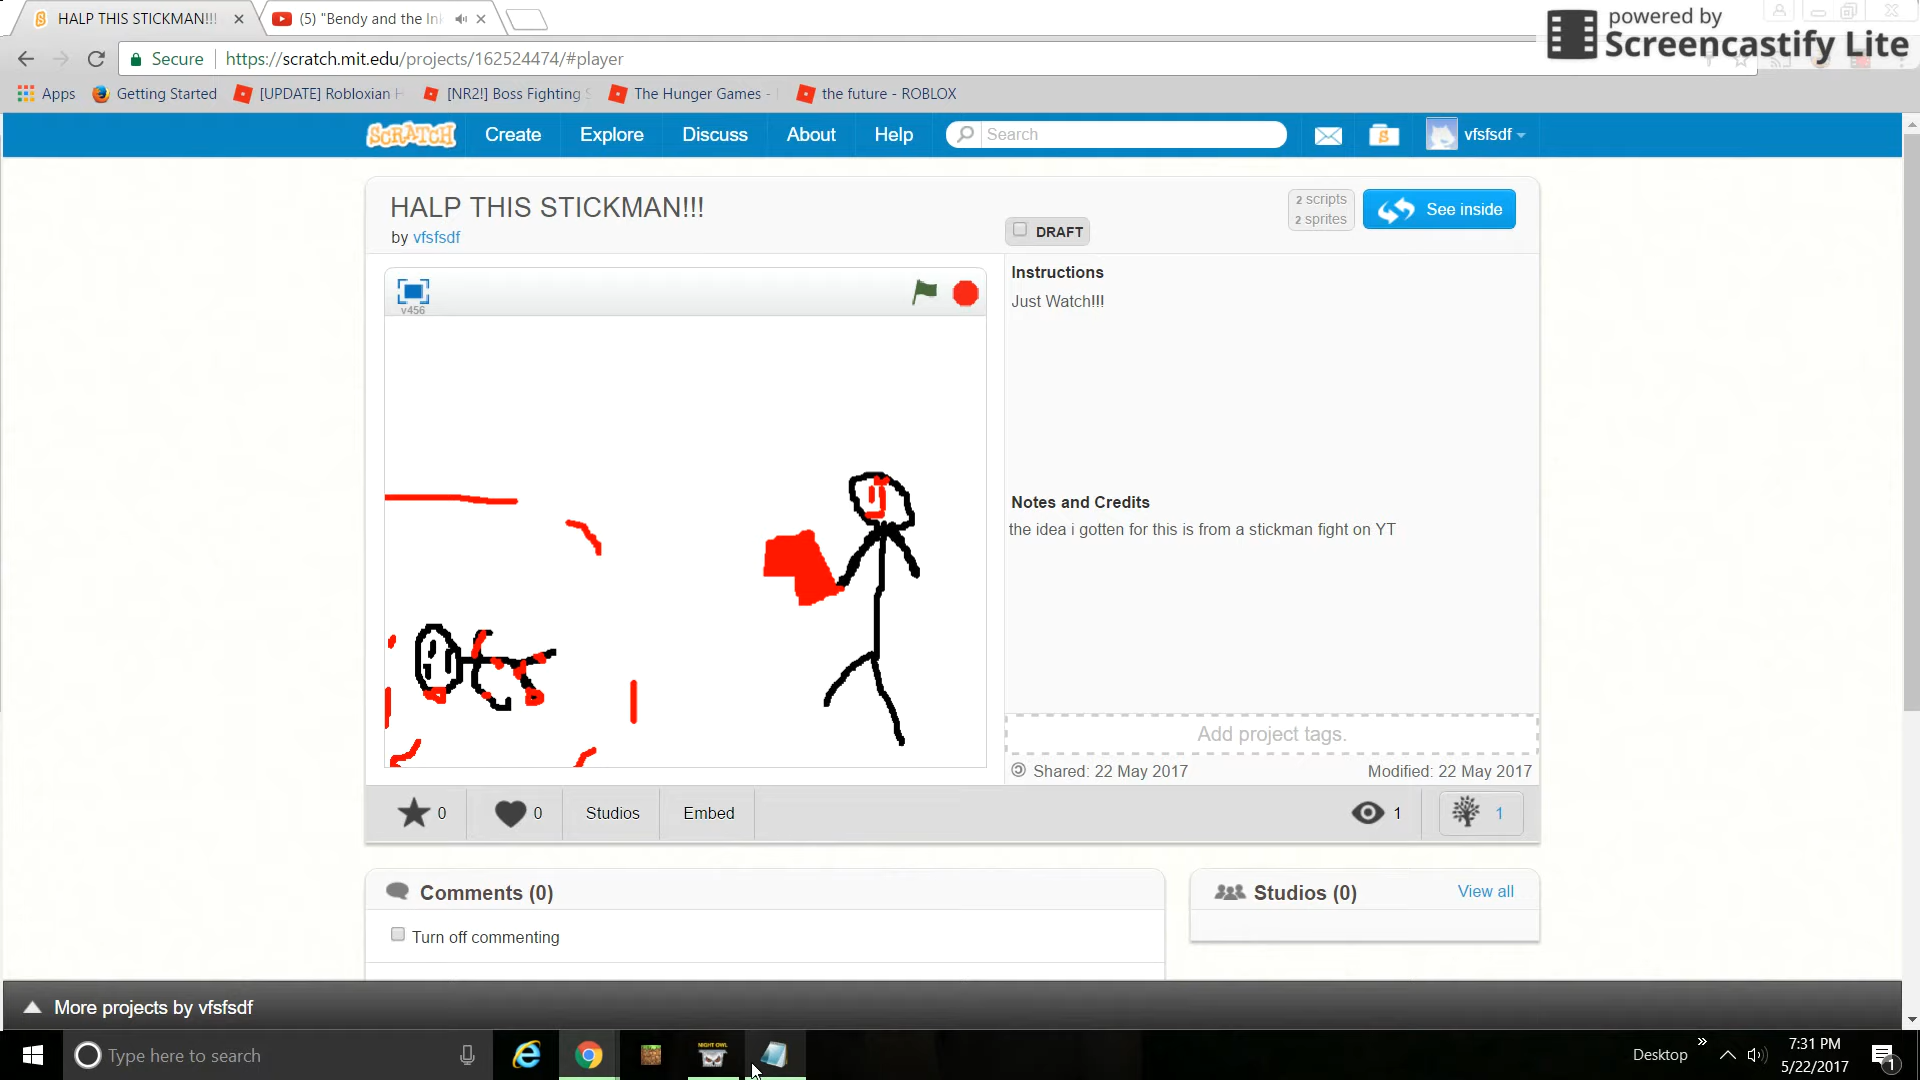 HALP THIS STICKMAN!!!
(5) "Bendy and the In
powered by
Screencastify Lite
Secure https://scratch.mit.edu/projects/162524474/#player
Apps Getting Started [UPDATE] Robloxian H [NR2!] Boss Fighting S The Hunger Games - the future - ROBLOX
SCRATCH Create Explore Discuss About Help Search vfsfsdf
HALP THIS STICKMAN!!!
by vfsfsdf
DRAFT
2 scripts
2 sprites
See inside
v456
Instructions
Just Watch!!!
Notes and Credits
the idea i gotten for this is from a stickman fight on YT
Add project tags.
Shared: 22 May 2017 Modified: 22 May 2017
0 0 Studios Embed 1 1
Comments (0)
Turn off commenting
Studios (0) View all
More projects by vfsfsdf
Type here to search
NIGHT OWL
Desktop
7:31 PM
5/22/2017
1